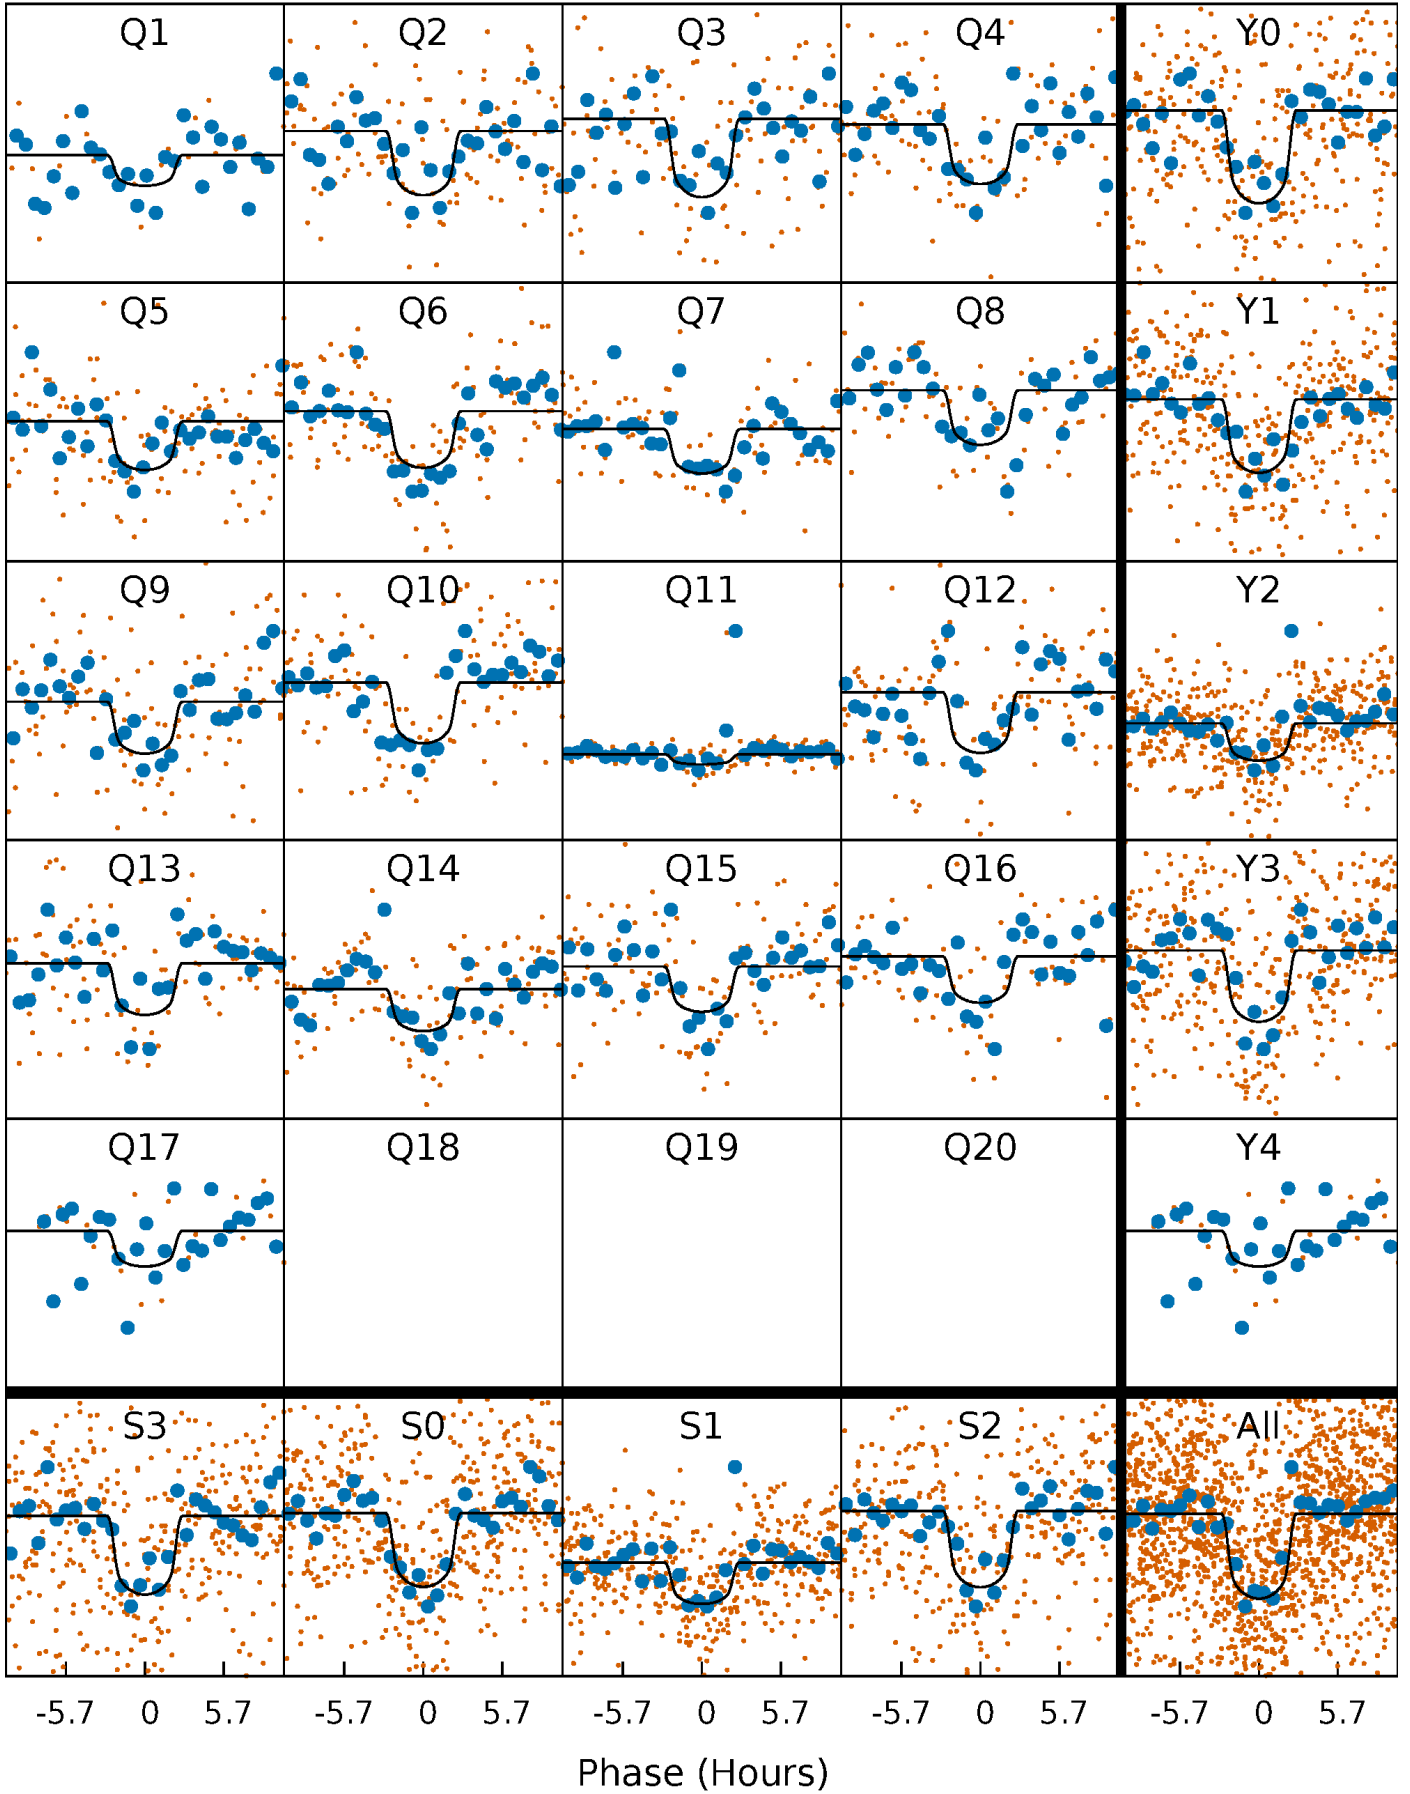 Q1 Q2 Q3 Q4 Y0
Q5 Q6 Q7 Q8 Y1
Q9 Q10 Q11 Q12 Y2
Q13 Q14 Q15 Q16 Y3
Q17 Q18 Q19 Q20 Y4
S3 S0 S1 S2 All
-5.7 0 5.7 -5.7 0 5.7 -5.7 0 5.7 -5.7 0 5.7 -5.7 0 5.7
Phase (Hours)